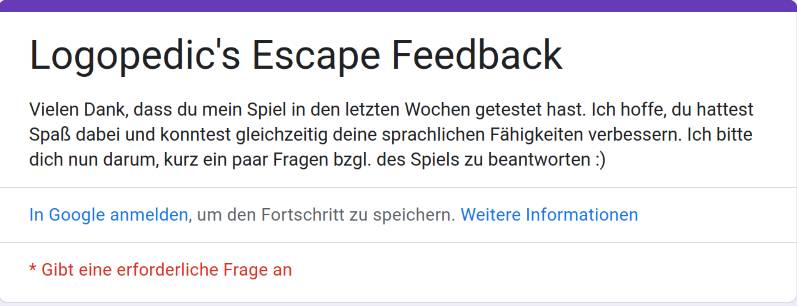 Logopedic's Escape Feedback
Vielen Dank, dass du mein Spiel in den letzten Wochen getestet hast. Ich hoffe, du hattest
Spaß dabei und konntest gleichzeitig deine sprachlichen Fähigkeiten verbessern. Ich bitte
dich nun darum, kurz ein paar Fragen bzgl. des Spiels zu beantworten :)
In Google anmelden, um den Fortschritt zu speichern. Weitere Informationen
* Gibt eine erforderliche Frage an